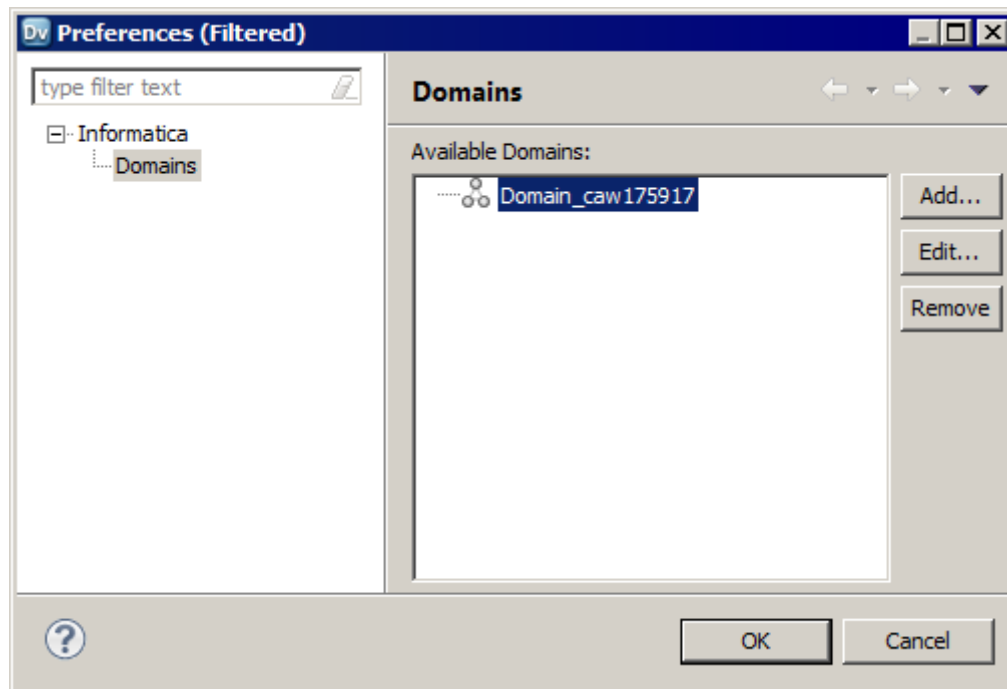 Dv Preferences (Filtered)
type filter text
Informatica
Domains
Domains
Available Domains:
Domain_caw175917
Add...
Edit...
Remove
?
OK
Cancel